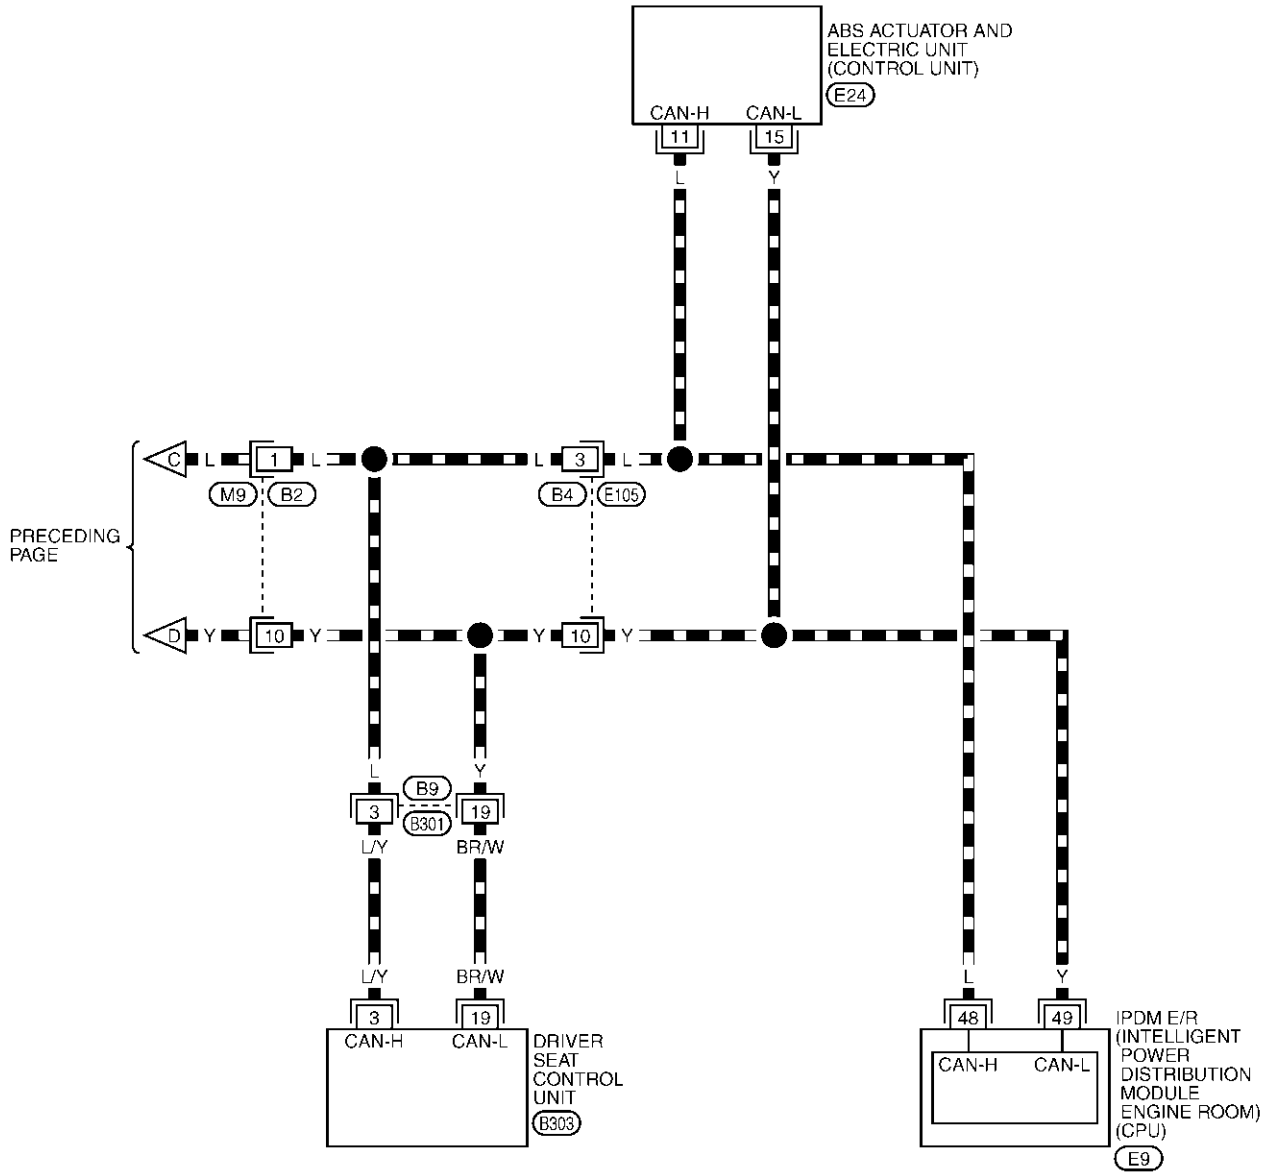 ABS ACTUATOR AND
ELECTRIC UNIT
(CONTROL UNIT)
E24
CAN-H CAN-L
11 15
L Y
C L 1 L L 3 L
M9 B2 B4 E105
PRECEDING
PAGE
D Y 10 Y Y 10 Y
L Y
B9
3 19
B301
L/Y BR/W
L/Y BR/W L Y
3 19 48 49
CAN-H CAN-L
DRIVER
SEAT
CONTROL
UNIT
B303
CAN-H CAN-L
IPDM E/R
(INTELLIGENT
POWER
DISTRIBUTION
MODULE
ENGINE ROOM)
(CPU)
E9